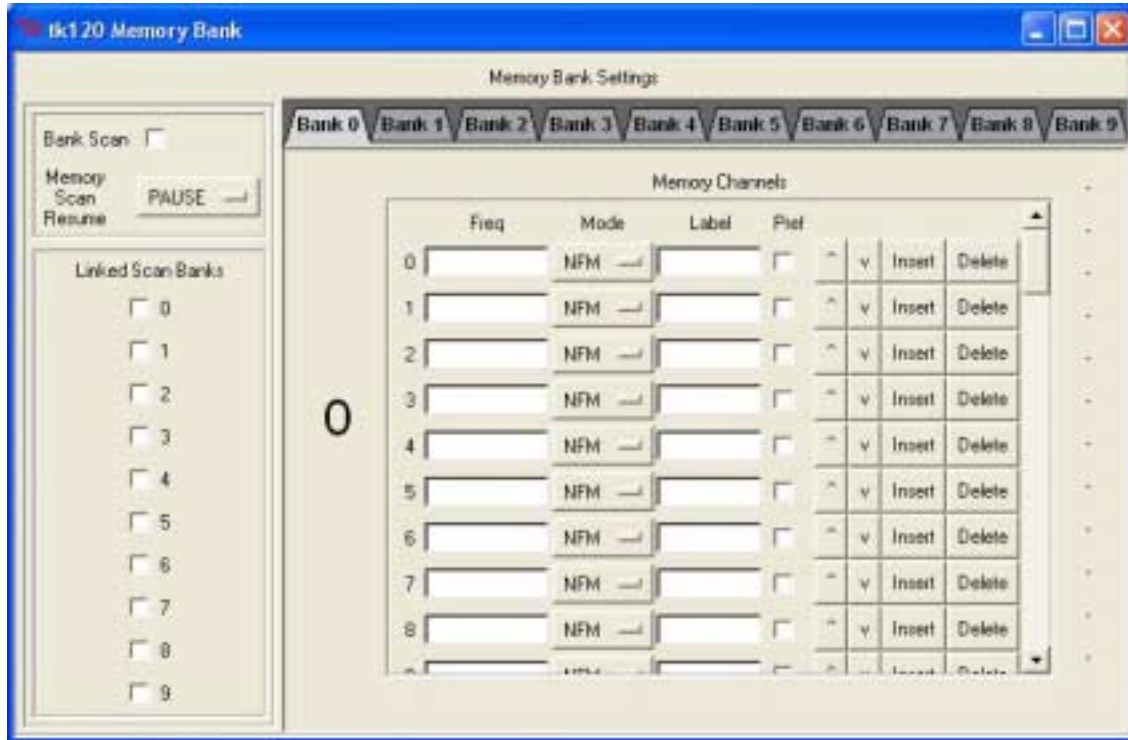 tk120 Memory Bank
Memory Bank Settings
Bank Scan
Memory
Scan
Resume
PAUSE
Linked Scan Banks
0
1
2
3
4
5
6
7
8
9
Bank 0 Bank 1 Bank 2 Bank 3 Bank 4 Bank 5 Bank 6 Bank 7 Bank 8 Bank 9
Memory Channels
0
Freq Mode Label Pref
0 NFM ^ v Insert Delete
1 NFM ^ v Insert Delete
2 NFM ^ v Insert Delete
3 NFM ^ v Insert Delete
4 NFM ^ v Insert Delete
5 NFM ^ v Insert Delete
6 NFM ^ v Insert Delete
7 NFM ^ v Insert Delete
8 NFM ^ v Insert Delete